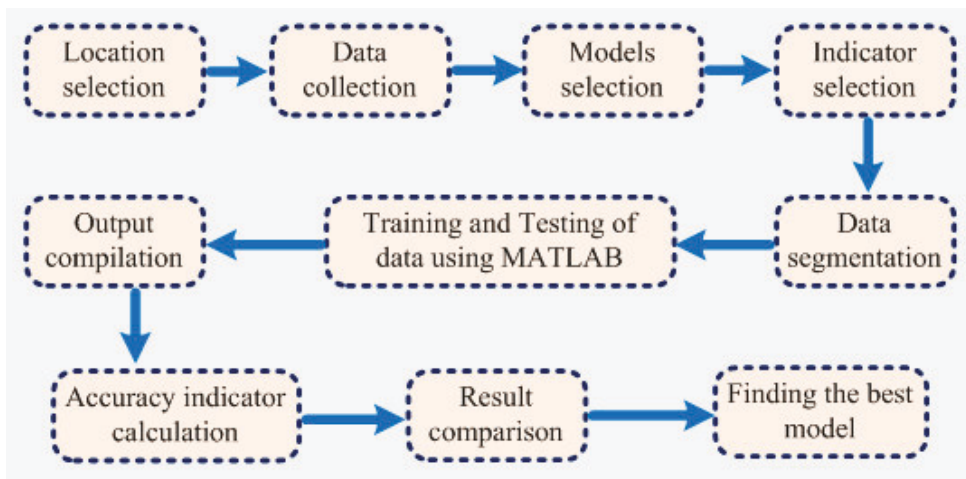 Location
selection
Data
collection
Models
selection
Indicator
selection
Data
segmentation
Training and Testing of
data using MATLAB
Output
compilation
Accuracy indicator
calculation
Result
comparison
Finding the best
model